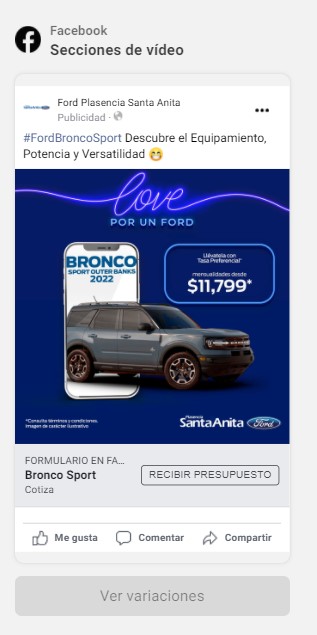 Facebook
Secciones de vídeo
Ford Plasencia Santa Anita
Publicidad ·
#FordBroncoSport Descubre el Equipamiento,
Potencia y Versatilidad 😁
love
POR UN FORD
BRONCO
SPORT OUTER BANKS
2022
Llévatela con
Tasa Preferencial*
mensualidades desde
$11,799*
*Consulta términos y condiciones.
Imagen de carácter ilustrativo
Plasencia
Santa Anita
Ford
FORMULARIO EN FA...
Bronco Sport
Cotiza
RECIBIR PRESUPUESTO
Me gusta
Comentar
Compartir
Ver variaciones